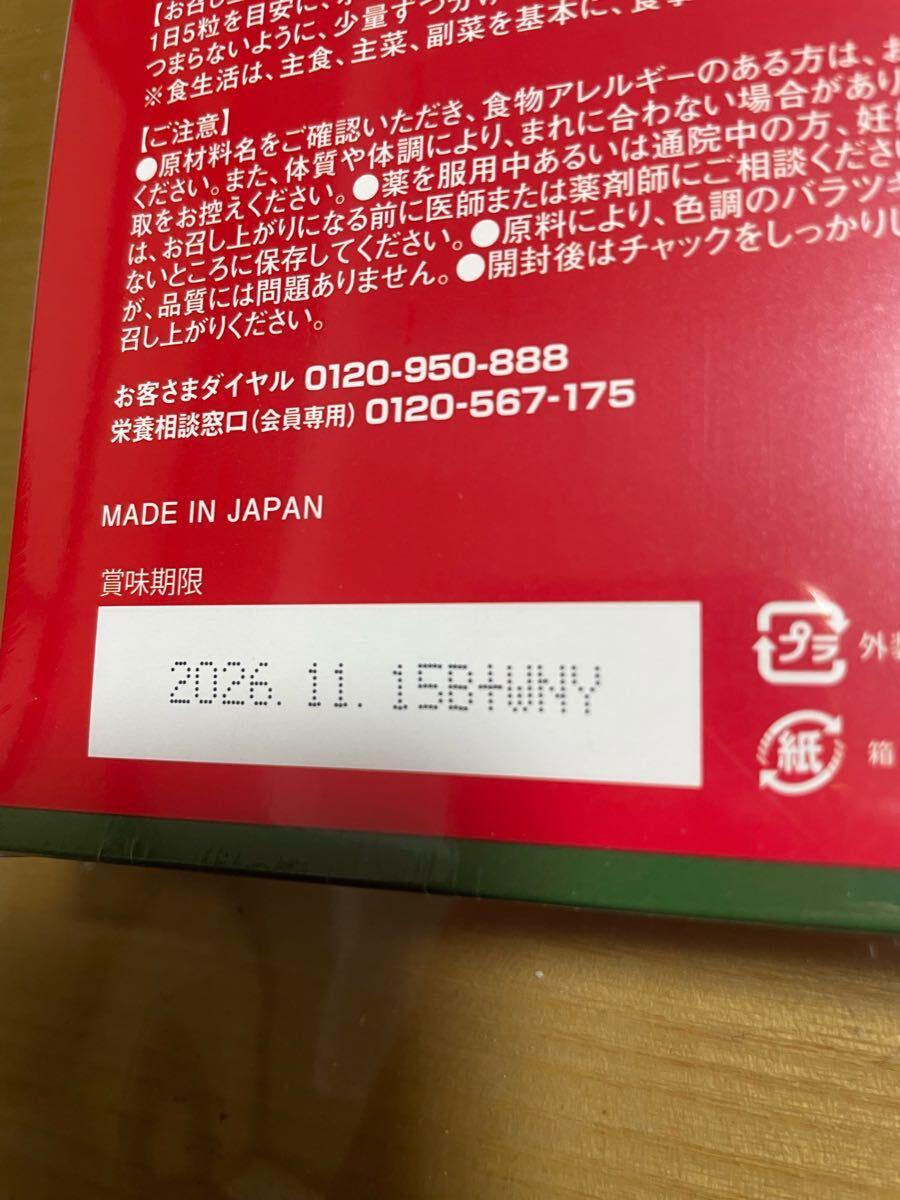 【お召し上
1日5粒を目安に、水
つまらないように、少量ずつかけ
※食生活は、主食、主菜、副菜を基本に、食事
【ご注意】
●原材料名をご確認いただき、食物アレルギーのある方は、お
ください。また、体質や体調により、まれに合わない場合があり
取をお控えください。●薬を服用中あるいは通院中の方、妊娠
は、お召し上がりになる前に医師または薬剤師にご相談くださ
ないところに保存してください。●原料により、色調のバラツキ
が、品質には問題ありません。●開封後はチャックをしっかりし
召し上がりください。
お客さまダイヤル 0120-950-888
栄養相談窓口(会員専用) 0120-567-175
MADE IN JAPAN
賞味期限
2026.11.15B
プラ 外装
紙 箱